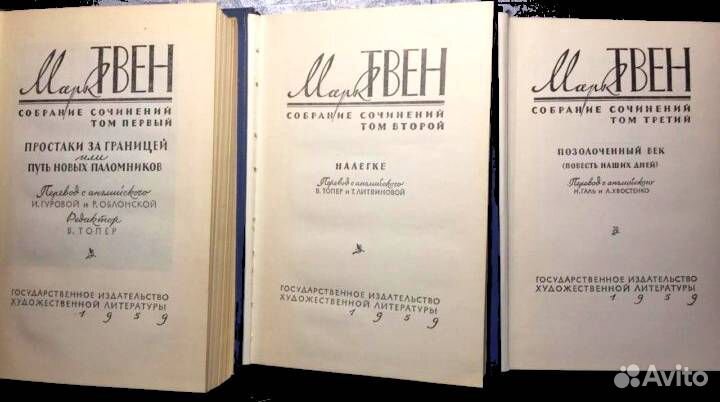 Марк ТВЕН
СОБРАНИЕ СОЧИНЕНИЙ
ТОМ ПЕРВЫЙ
ПРОСТАКИ ЗА ГРАНИЦЕЙ
или
ПУТЬ НОВЫХ ПАЛОМНИКОВ
Перевод с английского
И. ГУРОВОЙ и Р. ОБЛОНСКОЙ
Редактор
В. ТОПЕР
ГОСУДАРСТВЕННОЕ ИЗДАТЕЛЬСТВО
ХУДОЖЕСТВЕННОЙ ЛИТЕРАТУРЫ
1959
Марк ТВЕН
СОБРАНИЕ СОЧИНЕНИЙ
ТОМ ВТОРОЙ
НАЛЕГКЕ
Перевод с английского
В. ТОПЕР и Т. ЛИТВИНОВОЙ
ГОСУДАРСТВЕННОЕ ИЗДАТЕЛЬСТВО
ХУДОЖЕСТВЕННОЙ ЛИТЕРАТУРЫ
1959
Марк ТВЕН
СОБРАНИЕ СОЧИНЕНИЙ
ТОМ ТРЕТИЙ
ПОЗОЛОЧЕННЫЙ ВЕК
(ПОВЕСТЬ НАШИХ ДНЕЙ)
Перевод с английского
Н. ГАЛЬ и Л. ХВОСТЕНКО
ГОСУДАРСТВЕННОЕ ИЗДАТЕЛЬСТВО
ХУДОЖЕСТВЕННОЙ ЛИТЕРАТУРЫ
1959
Avito